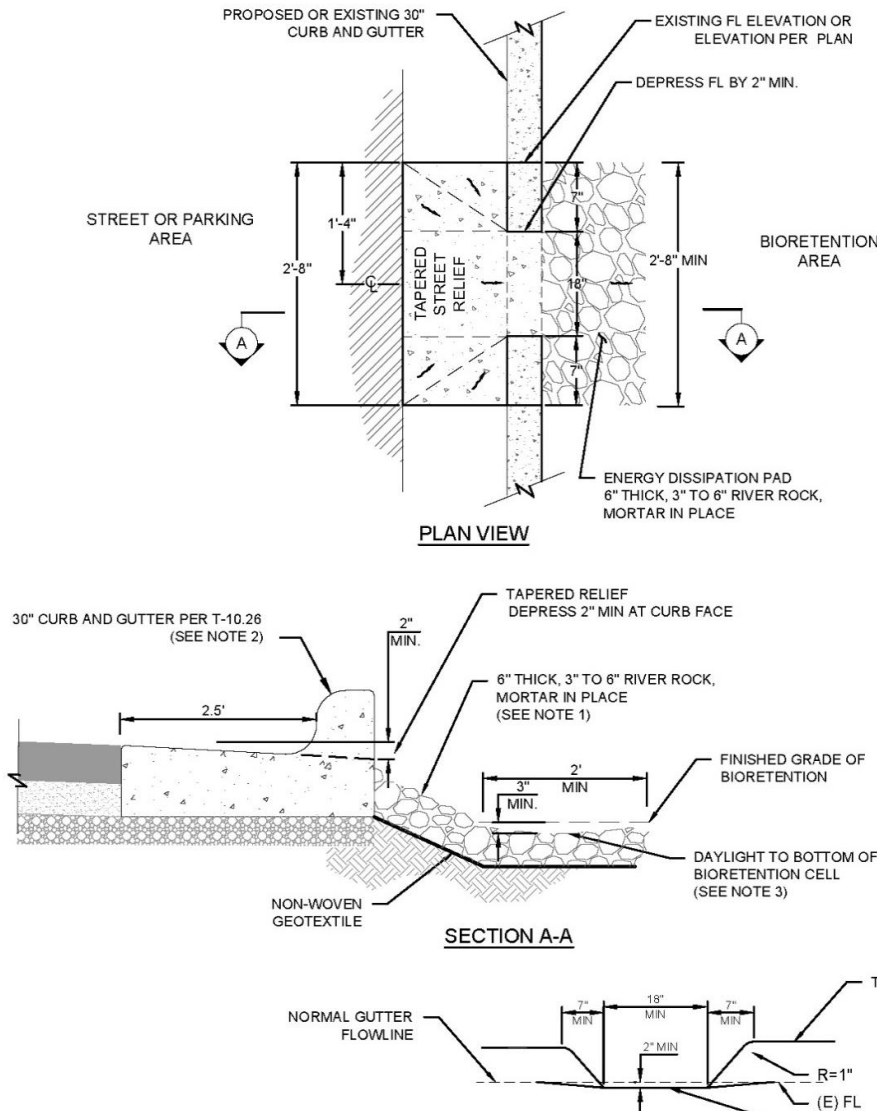 PROPOSED OR EXISTING 30"
CURB AND GUTTER
EXISTING FL ELEVATION OR
ELEVATION PER PLAN
DEPRESS FL BY 2" MIN.
STREET OR PARKING
AREA
2'-8"
1'-4"
CL
TAPERED
STREET
RELIEF
7"
18"
7"
2'-8" MIN
BIORETENTION
AREA
A
A
ENERGY DISSIPATION PAD
6" THICK, 3" TO 6" RIVER ROCK,
MORTAR IN PLACE
PLAN VIEW
30" CURB AND GUTTER PER T-10.26
(SEE NOTE 2)
2"
MIN.
TAPERED RELIEF
DEPRESS 2" MIN AT CURB FACE
6" THICK, 3" TO 6" RIVER ROCK,
MORTAR IN PLACE
(SEE NOTE 1)
2.5'
2'
MIN
3"
MIN.
FINISHED GRADE OF
BIORETENTION
DAYLIGHT TO BOTTOM OF
BIORETENTION CELL
(SEE NOTE 3)
NON-WOVEN
GEOTEXTILE
SECTION A-A
NORMAL GUTTER
FLOWLINE
7"
MIN
18"
MIN
7"
MIN
2" MIN
T
R=1"
(E) FL